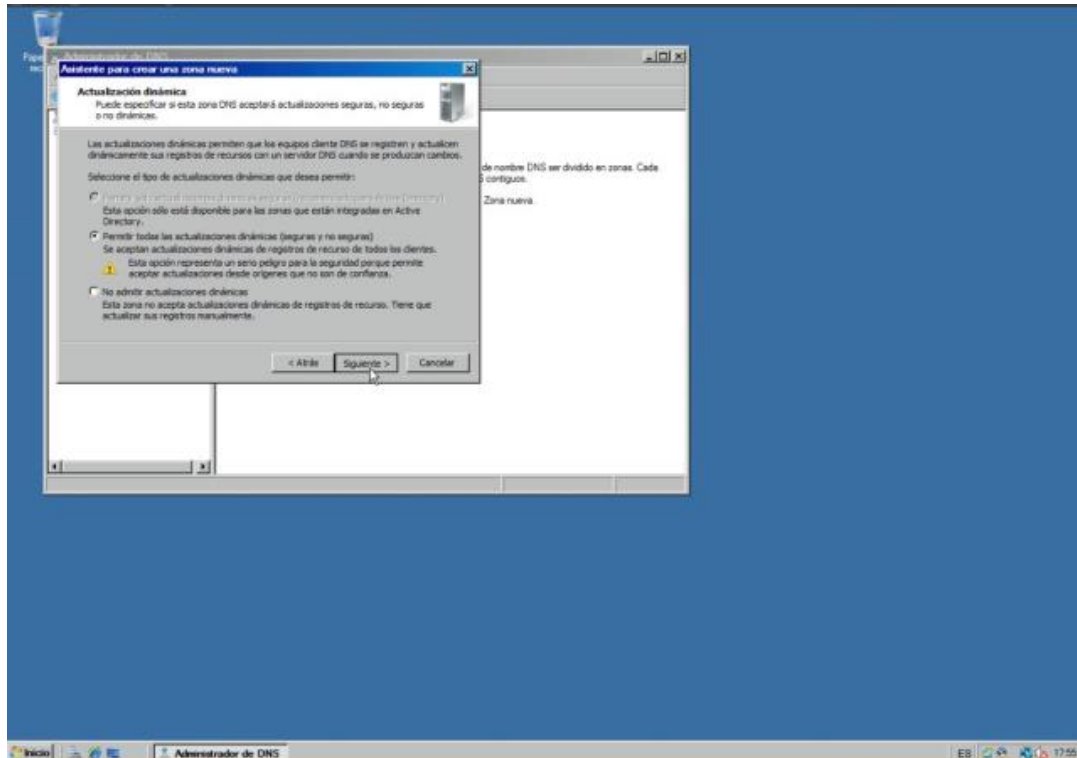 Administrador de DNS
Asistente para crear una zona nueva
Actualización dinámica
Puede especificar si esta zona DNS aceptará actualizaciones seguras, no seguras
o no dinámicas.
Las actualizaciones dinámicas permiten que los equipos cliente DNS se registren y actualicen
dinámicamente sus registros de recursos con un servidor DNS cuando se produzcan cambios.
Seleccione el tipo de actualizaciones dinámicas que desea permitir:
Esta opción sólo está disponible para las zonas que están integradas en Active
Directory.
Permitir todas las actualizaciones dinámicas (seguras y no seguras)
Se aceptan actualizaciones dinámicas de registros de recurso de todos los clientes.
Esta opción representa un serio peligro para la seguridad porque permite
aceptar actualizaciones desde orígenes que no son de confianza.
No admitir actualizaciones dinámicas
Esta zona no acepta actualizaciones dinámicas de registros de recurso. Tiene que
actualizar sus registros manualmente.
< Atrás
Siguiente >
Cancelar
de nombre DNS ser dividido en zonas. Cada
contiguos.
Zona nueva.
Inicio
Administrador de DNS
ES
17:55